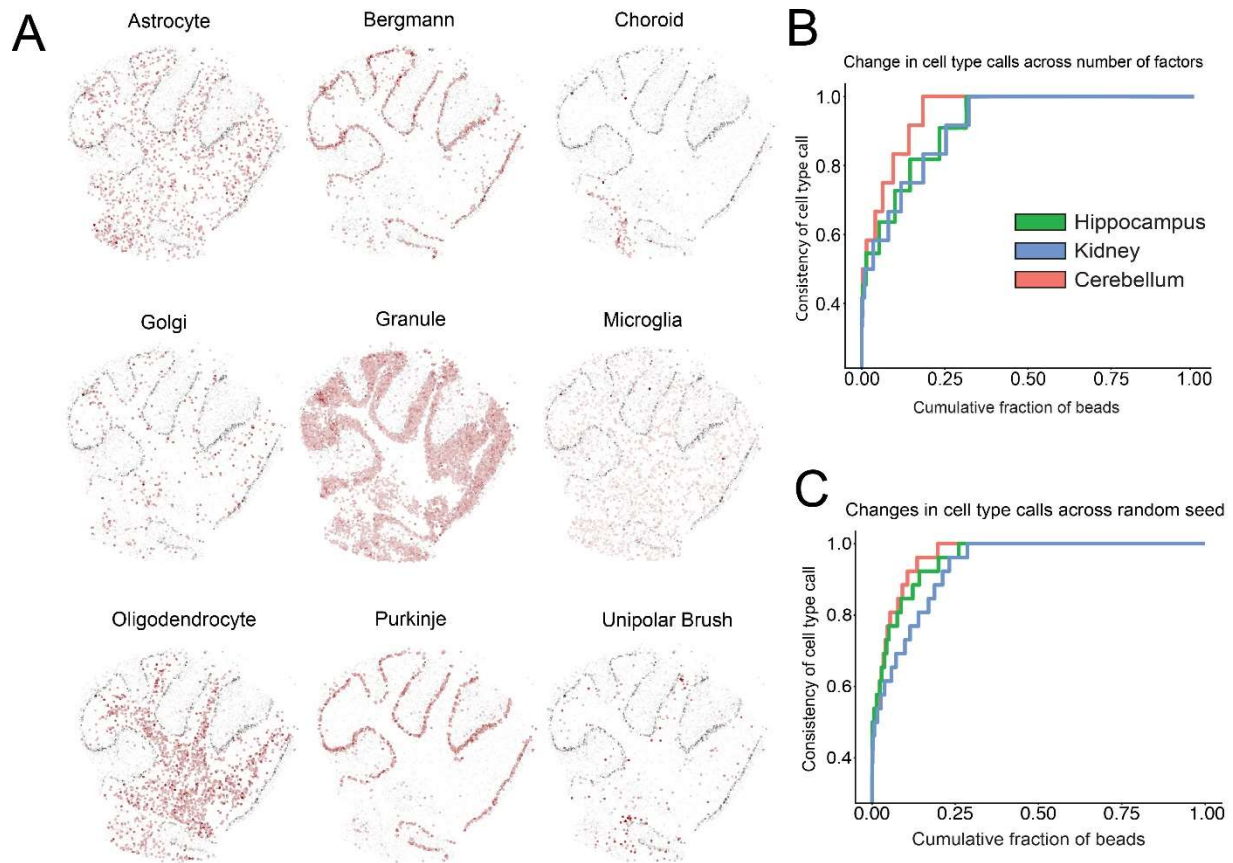 A
Astrocyte
Bergmann
Choroid
Golgi
Granule
Microglia
Oligodendrocyte
Purkinje
Unipolar Brush
B
Change in cell type calls across number of factors
Consistency of cell type call
1.0
0.8
0.6
0.4
Hippocampus
Kidney
Cerebellum
0.00 0.25 0.50 0.75 1.00
Cumulative fraction of beads
C
Changes in cell type calls across random seed
Consistency of cell type call
1.0
0.8
0.6
0.4
0.00 0.25 0.50 0.75 1.00
Cumulative fraction of beads